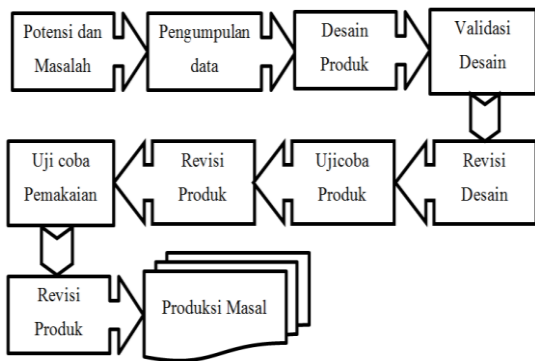 Potensi dan
Masalah
Pengumpulan
data
Desain
Produk
Validasi
Desain
Revisi
Desain
Ujicoba
Produk
Revisi
Produk
Uji coba
Pemakaian
Revisi
Produk
Produksi Masal